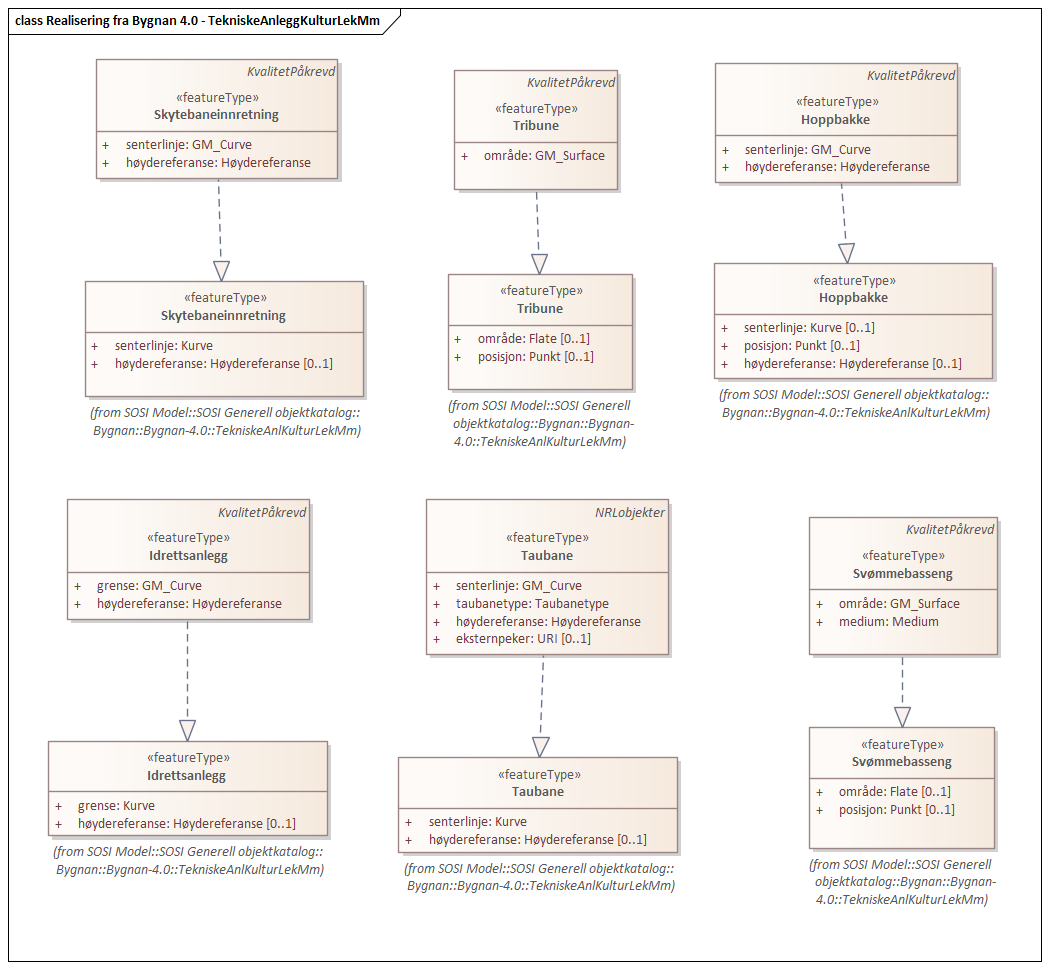 class Realisering fra Bygnan 4.0 - TekniskeAnleggKulturLekMm
KvalitetPåkrevd
«featureType»
Skytebaneinnretning
+ senterlinje: GM_Curve
+ høydereferanse: Høydereferanse
KvalitetPåkrevd
«featureType»
Tribune
+ område: GM_Surface
KvalitetPåkrevd
«featureType»
Hoppbakke
+ senterlinje: GM_Curve
+ høydereferanse: Høydereferanse
«featureType»
Skytebaneinnretning
+ senterlinje: Kurve
+ høydereferanse: Høydereferanse [0..1]
(from SOSI Model::SOSI Generell objektkatalog::
Bygnan::Bygnan-4.0::TekniskeAnlKulturLekMm)
«featureType»
Tribune
+ område: Flate [0..1]
+ posisjon: Punkt [0..1]
(from SOSI Model::SOSI Generell
objektkatalog::Bygnan::Bygnan-
4.0::TekniskeAnlKulturLekMm)
«featureType»
Hoppbakke
+ senterlinje: Kurve [0..1]
+ posisjon: Punkt [0..1]
+ høydereferanse: Høydereferanse [0..1]
(from SOSI Model::SOSI Generell objektkatalog::
Bygnan::Bygnan-4.0::TekniskeAnlKulturLekMm)
KvalitetPåkrevd
«featureType»
Idrettsanlegg
+ grense: GM_Curve
+ høydereferanse: Høydereferanse
NRLobjekter
«featureType»
Taubane
+ senterlinje: GM_Curve
+ taubanetype: Taubanetype
+ høydereferanse: Høydereferanse
+ eksternpeker: URI [0..1]
KvalitetPåkrevd
«featureType»
Svømmebasseng
+ område: GM_Surface
+ medium: Medium
«featureType»
Idrettsanlegg
+ grense: Kurve
+ høydereferanse: Høydereferanse [0..1]
(from SOSI Model::SOSI Generell objektkatalog::
Bygnan::Bygnan-4.0::TekniskeAnlKulturLekMm)
«featureType»
Taubane
+ senterlinje: Kurve
+ høydereferanse: Høydereferanse [0..1]
(from SOSI Model::SOSI Generell objektkatalog::
Bygnan::Bygnan-4.0::TekniskeAnlKulturLekMm)
«featureType»
Svømmebasseng
+ område: Flate [0..1]
+ posisjon: Punkt [0..1]
(from SOSI Model::SOSI Generell
objektkatalog::Bygnan::Bygnan-
4.0::TekniskeAnlKulturLekMm)